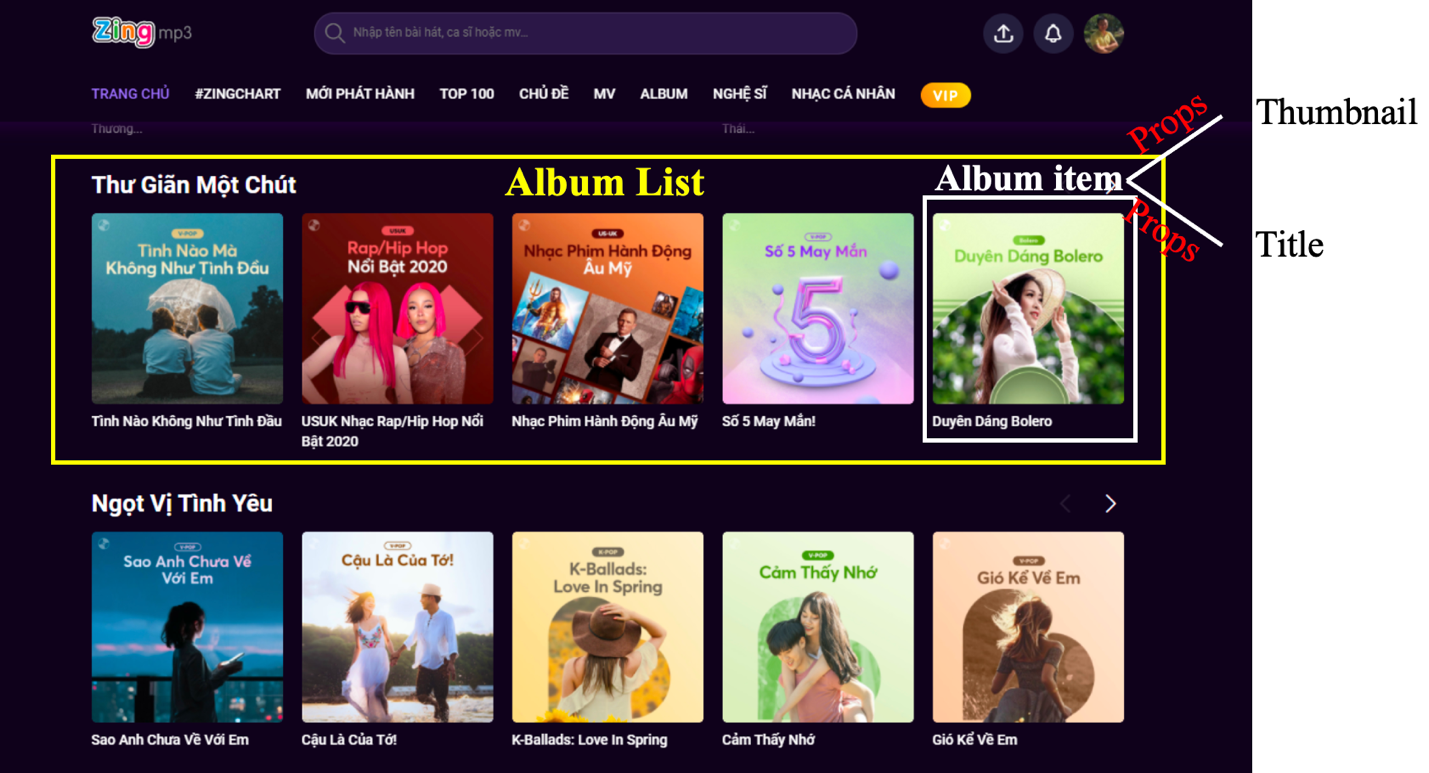 Zing mp3
Nhập tên bài hát, ca sĩ hoặc mv...
TRANG CHỦ #ZINGCHART MỚI PHÁT HÀNH TOP 100 CHỦ ĐỀ MV ALBUM NGHỆ SĨ NHẠC CÁ NHÂN VIP
Props
Thumbnail
Thương... Thái...
Thư Giãn Một Chút
Album List
Album item
Props
Title
V-POP
Tình Nào Mà
Không Như Tình Đầu
USUK
Rap/Hip Hop
Nổi Bật 2020
US-UK
Nhạc Phim Hành Động
Âu Mỹ
V-POP
Số 5 May Mắn
5
Bolero
Duyên Dáng Bolero
Tình Nào Không Như Tình Đầu
USUK Nhạc Rap/Hip Hop Nổi
Bật 2020
Nhạc Phim Hành Động Âu Mỹ
Số 5 May Mắn!
Duyên Dáng Bolero
Ngọt Vị Tình Yêu
V-POP
Sao Anh Chưa Về
Với Em
V-POP
Cậu Là Của Tớ!
K-POP
K-Ballads:
Love In Spring
V-POP
Cảm Thấy Nhớ
V-POP
Gió Kể Về Em
Sao Anh Chưa Về Với Em
Cậu Là Của Tớ!
K-Ballads: Love In Spring
Cảm Thấy Nhớ
Gió Kể Về Em